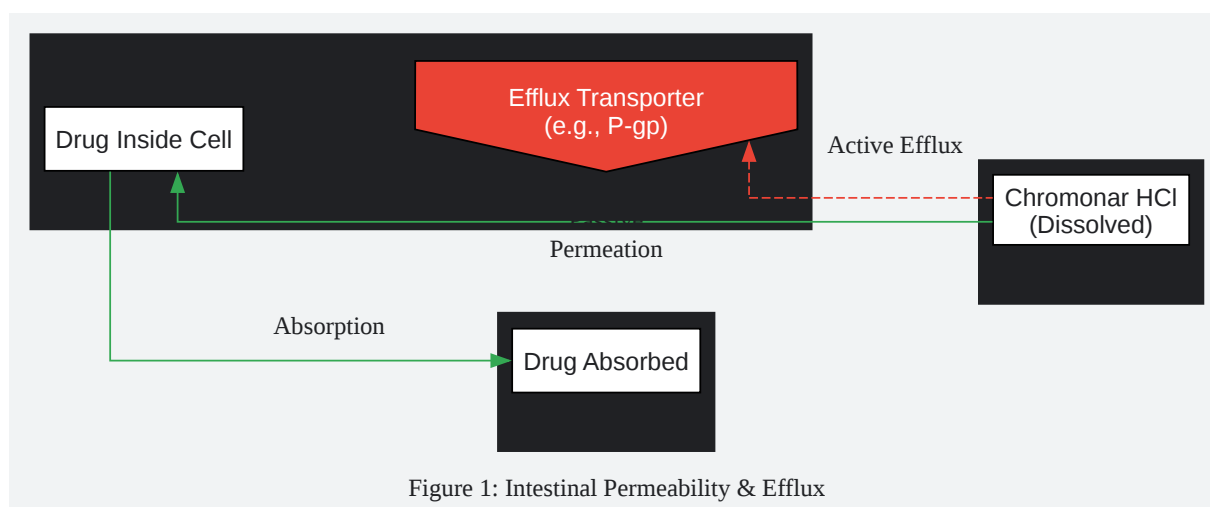 Efflux Transporter
(e.g., P-gp)
Drug Inside Cell
Active Efflux
Chromonar HCl
(Dissolved)
Passive
Permeation
Absorption
Drug Absorbed
Figure 1: Intestinal Permeability & Efflux